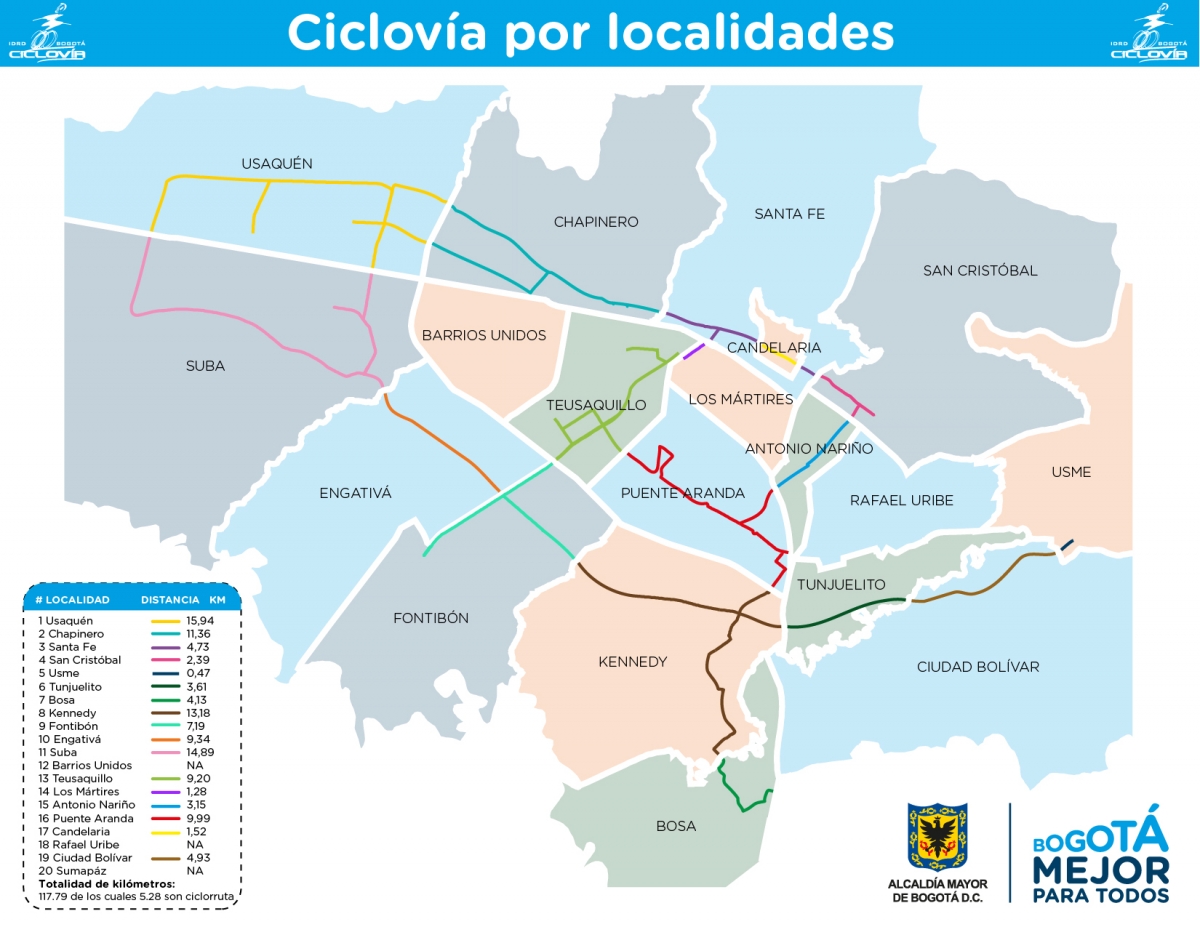 IDRD BOGOTÁ
CICLOVÍA
Ciclovía por localidades
IDRD BOGOTÁ
CICLOVÍA
USAQUÉN
CHAPINERO
SANTA FE
SAN CRISTÓBAL
BARRIOS UNIDOS
CANDELARIA
SUBA
TEUSAQUILLO
LOS MÁRTIRES
ANTONIO NARIÑO
USME
ENGATIVÁ
PUENTE ARANDA
RAFAEL URIBE
TUNJUELITO
FONTIBÓN
KENNEDY
CIUDAD BOLÍVAR
BOSA
# LOCALIDAD DISTANCIA KM
1 Usaquén 15,94
2 Chapinero 11,36
3 Santa Fe 4,73
4 San Cristóbal 2,39
5 Usme 0,47
6 Tunjuelito 3,61
7 Bosa 4,13
8 Kennedy 13,18
9 Fontibón 7,19
10 Engativá 9,34
11 Suba 14,89
12 Barrios Unidos NA
13 Teusaquillo 9,20
14 Los Mártires 1,28
15 Antonio Nariño 3,15
16 Puente Aranda 9,99
17 Candelaria 1,52
18 Rafael Uribe NA
19 Ciudad Bolívar 4,93
20 Sumapáz NA
Totalidad de kilómetros:
117.79 de los cuales 5.28 son ciclorruta
ALCALDÍA MAYOR
DE BOGOTÁ D.C.
BOGOTÁ
MEJOR
PARA TODOS